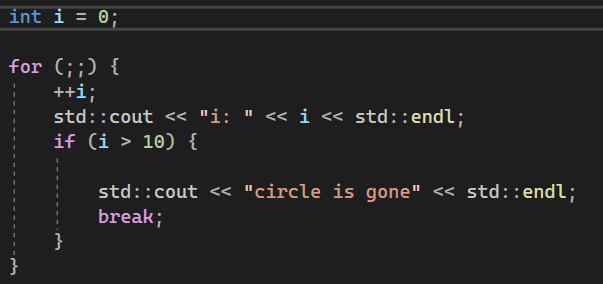 int i = 0;
for (;;) {
++i;
std::cout << "i: " << i << std::endl;
if (i > 10) {
std::cout << "circle is gone" << std::endl;
break;
}
}